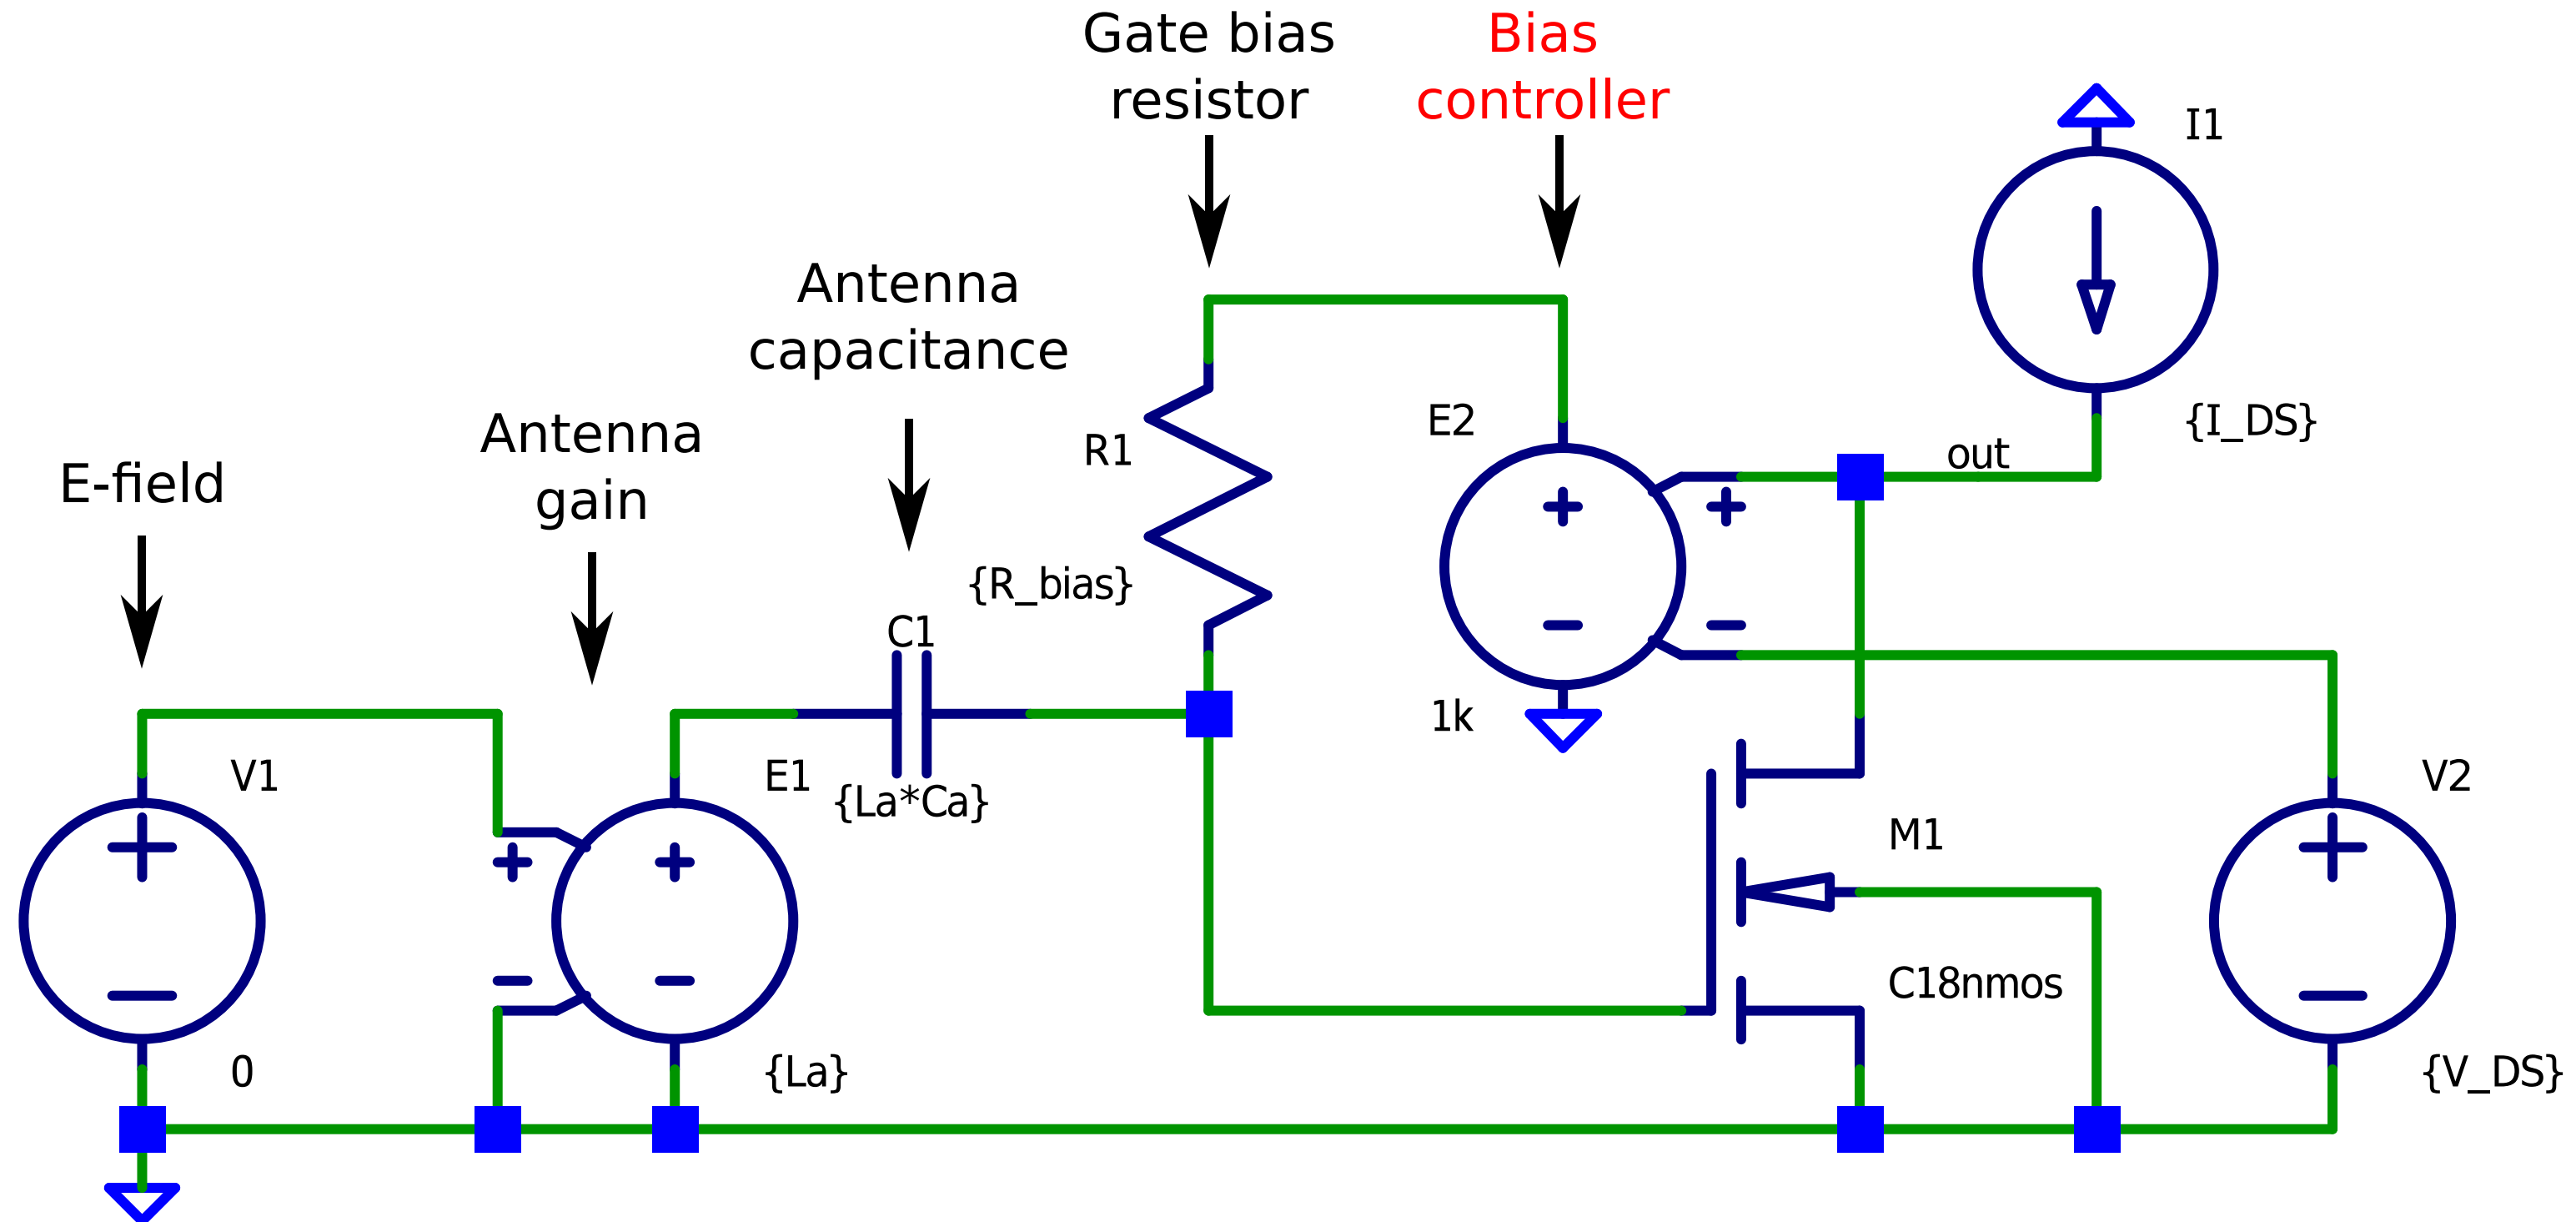 Gate bias
resistor
Bias
controller
I1
{I_DS}
Antenna
capacitance
Antenna
gain
E-field
R1
{R_bias}
E2
1k
out
C1
{La*Ca}
V1
0
E1
{La}
M1
C18nmos
V2
{V_DS}